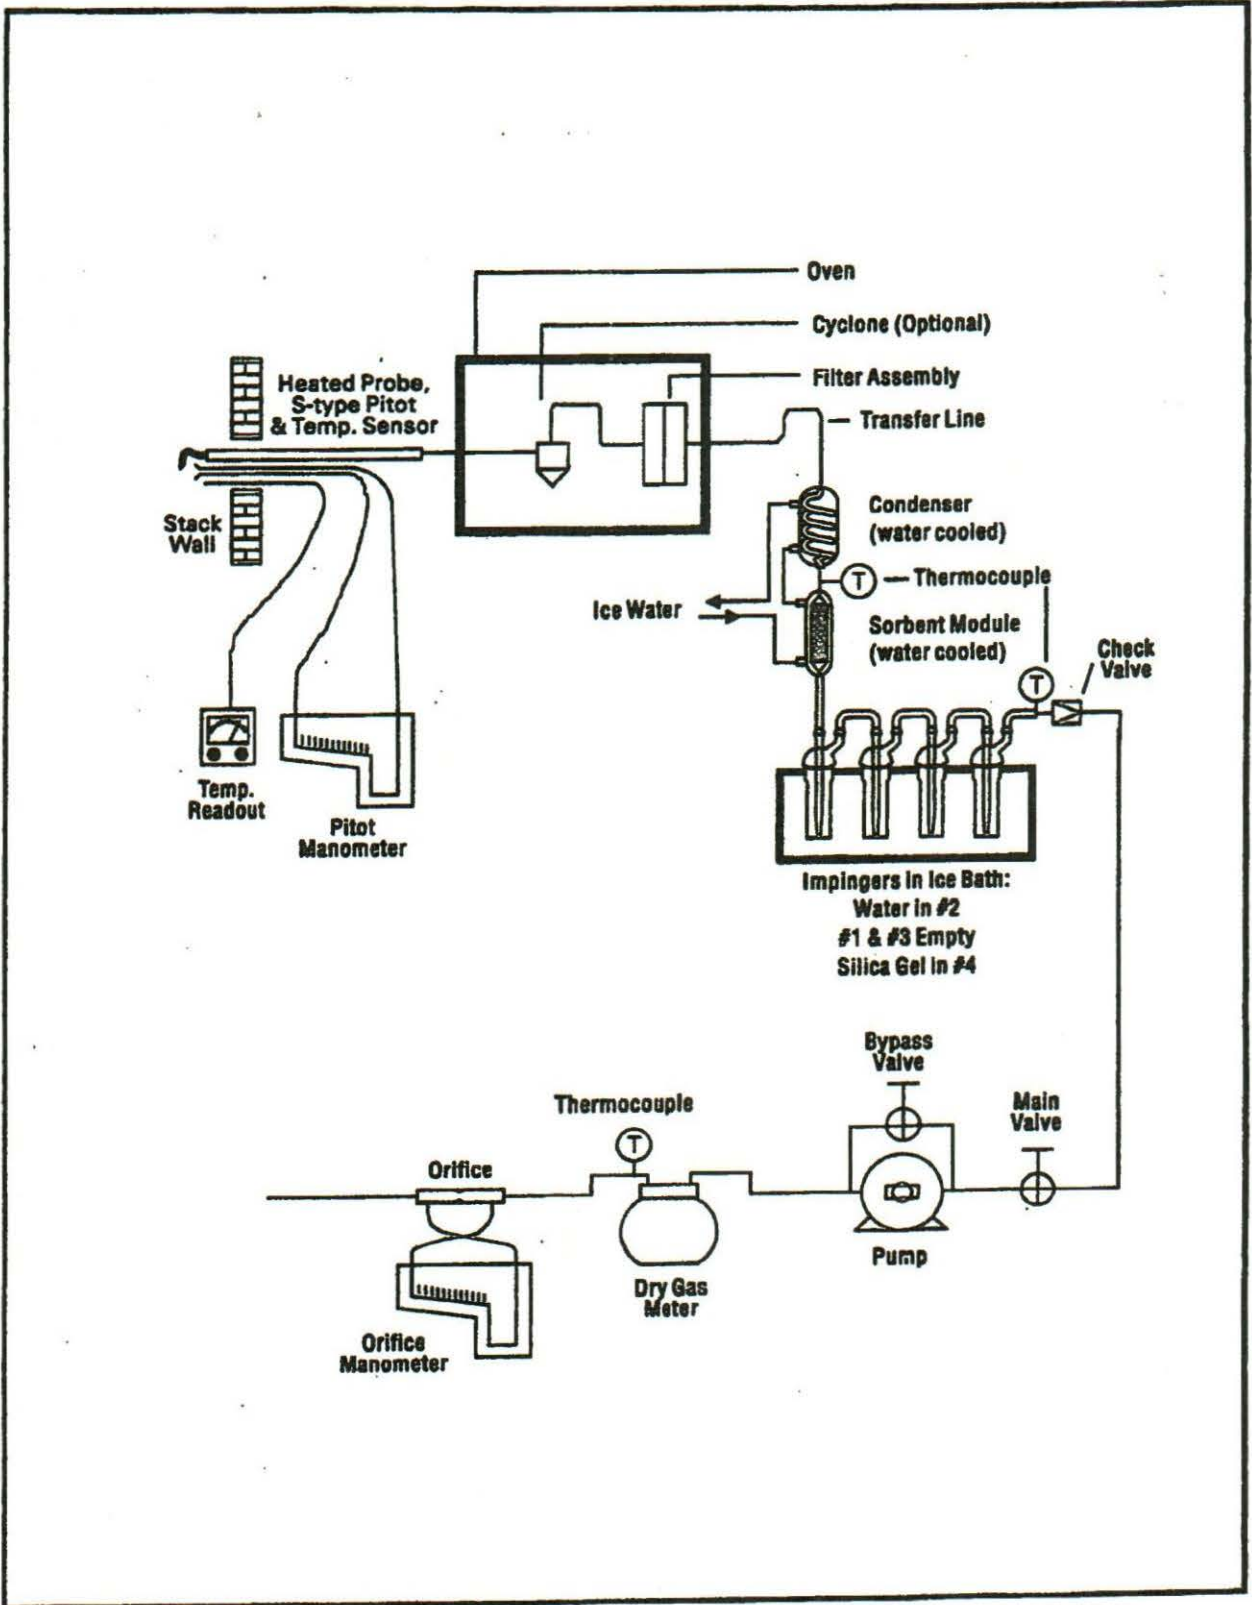 Oven
Cyclone (Optional)
Filter Assembly
Heated Probe,
S-type Pitot
& Temp. Sensor
Transfer Line
Stack
Wall
Condenser
(water cooled)
T
Thermocouple
Ice Water
Sorbent Module
(water cooled)
Check
Valve
T
Temp.
Readout
Pitot
Manometer
Impingers in Ice Bath:
Water in #2
#1 & #3 Empty
Silica Gel in #4
Bypass
Valve
Main
Valve
Thermocouple
T
Orifice
Pump
Dry Gas
Meter
Orifice
Manometer